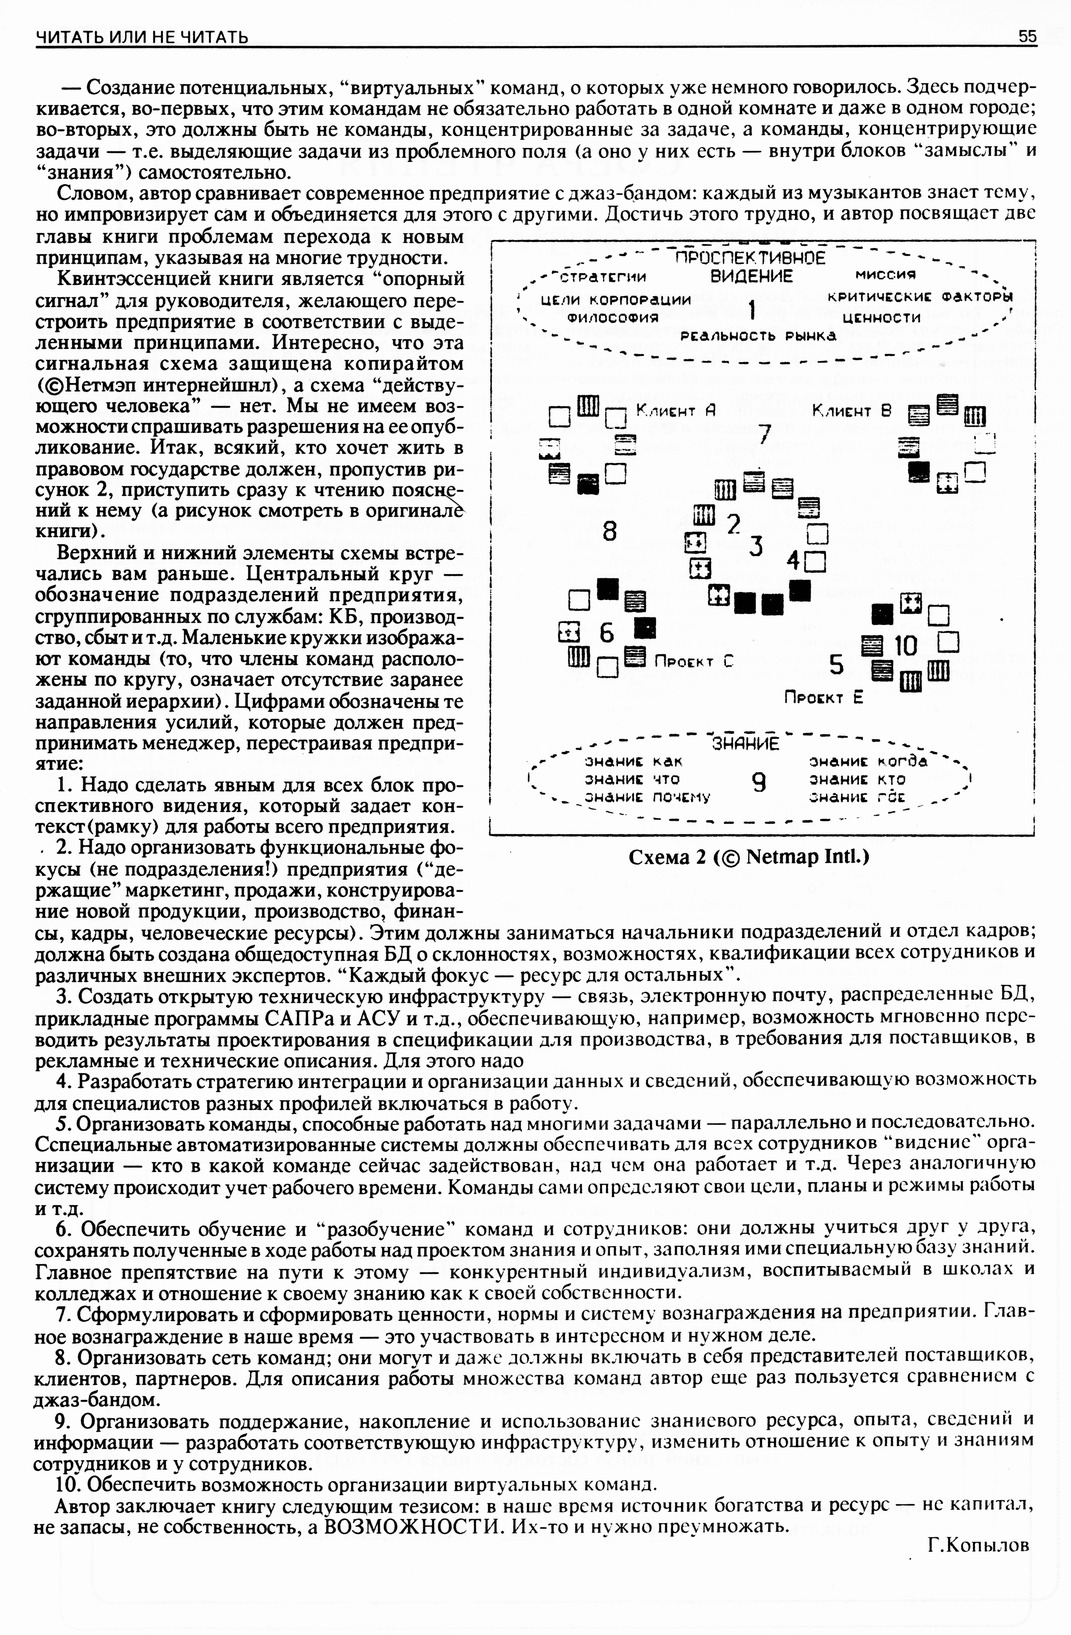 ЧИТАТЬ ИЛИ НЕ ЧИТАТЬ 55
— Создание потенциальных, “виртуальных” команд, о которых уже немного говорилось. Здесь подчер-
кивается, во-первых, что этим командам не обязательно работать в одной комнате и даже в одном городе;
во-вторых, это должны быть не команды, концентрированные за задаче, а команды, концентрирующие
задачи — т.е. выделяющие задачи из проблемного поля (а оно у них есть — внутри блоков “замыслы” и
“знания”) самостоятельно.
Словом, автор сравнивает современное предприятие с джаз-бандом: каждый из музыкантов знает тему,
но импровизирует сам и объединяется для этого с другими. Достичь этого трудно, и автор посвящает две
главы книги проблемам перехода к новым
принципам, указывая на многие трудности.
Квинтэссенцией книги является “опорный
сигнал” для руководителя, желающего пере-
строить предприятие в соответствии с выде-
ленными принципами. Интересно, что эта
сигнальная схема защищена копирайтом
(©Нетмэп интернейшнл), а схема “действу-
ющего человека” — нет. Мы не имеем воз-
можности спрашивать разрешения на ее опуб-
ликование. Итак, всякий, кто хочет жить в
правовом государстве должен, пропустив ри-
сунок 2, приступить сразу к чтению поясне-
ний к нему (а рисунок смотреть в оригинале
книги).
Верхний и нижний элементы схемы встре-
чались вам раньше. Центральный круг —
обозначение подразделений предприятия,
сгруппированных по службам: КБ, производ-
ство, сбыт и т.д. Маленькие кружки изобража-
ют команды (то, что члены команд располо-
жены по кругу, означает отсутствие заранее
заданной иерархии). Цифрами обозначены те
направления усилий, которые должен пред-
принимать менеджер, перестраивая предпри-
ятие:
1. Надо сделать явным для всех блок про-
спективного видения, который задает кон-
текст(рамку) для работы всего предприятия.
2. Надо организовать функциональные фо-
кусы (не подразделения!) предприятия (“де-
ржащие” маркетинг, продажи, конструирова-
ние новой продукции, производство, финан-
ПРОСПЕКТИВНОЕ
СТРАТЕГИИ ВИДЕНИЕ МИССИЯ
ЦЕЛИ КОРПОРАЦИИ 1 КРИТИЧЕСКИЕ ФАКТОРЫ
ФИЛОСОФИЯ ЦЕННОСТИ
РЕАЛЬНОСТЬ РЫНКА
Клиент А Клиент В
7
8 2
3
4
6 10
Проект С 5
Проект Е
ЗНАНИЕ
знание как знание когда
знание что 9 знание кто
знание почему знание где
Схема 2 (© Netmap Intl.)
сы, кадры, человеческие ресурсы). Этим должны заниматься начальники подразделений и отдел кадров;
должна быть создана общедоступная БД о склонностях, возможностях, квалификации всех сотрудников и
различных внешних экспертов. “Каждый фокус — ресурс для остальных”.
3. Создать открытую техническую инфраструктуру — связь, электронную почту, распределенные БД,
прикладные программы САПРа и АСУ и т.д., обеспечивающую, например, возможность мгновенно пере-
водить результаты проектирования в спецификации для производства, в требования для поставщиков, в
рекламные и технические описания. Для этого надо
4. Разработать стратегию интеграции и организации данных и сведений, обеспечивающую возможность
для специалистов разных профилей включаться в работу.
5. Организовать команды, способные работать над многими задачами — параллельно и последовательно.
Сспециальные автоматизированные системы должны обеспечивать для всех сотрудников “видение” орга-
низации — кто в какой команде сейчас задействован, над чем она работает и т.д. Через аналогичную
систему происходит учет рабочего времени. Команды сами определяют свои цели, планы и режимы работы
и т.д.
6. Обеспечить обучение и “разобучение” команд и сотрудников: они должны учиться друг у друга,
сохранять полученные в ходе работы над проектом знания и опыт, заполняя ими специальную базу знаний.
Главное препятствие на пути к этому — конкурентный индивидуализм, воспитываемый в школах и
колледжах и отношение к своему знанию как к своей собственности.
7. Сформулировать и сформировать ценности, нормы и систему вознаграждения на предприятии. Глав-
ное вознаграждение в наше время — это участвовать в интересном и нужном деле.
8. Организовать сеть команд; они могут и даже должны включать в себя представителей поставщиков,
клиентов, партнеров. Для описания работы множества команд автор еще раз пользуется сравнением с
джаз-бандом.
9. Организовать поддержание, накопление и использование знаниевого ресурса, опыта, сведений и
информации — разработать соответствующую инфраструктуру, изменить отношение к опыту и знаниям
сотрудников и у сотрудников.
10. Обеспечить возможность организации виртуальных команд.
Автор заключает книгу следующим тезисом: в наше время источник богатства и ресурс — не капитал,
не запасы, не собственность, а ВОЗМОЖНОСТИ. Их-то и нужно преумножать.
Г.Копылов